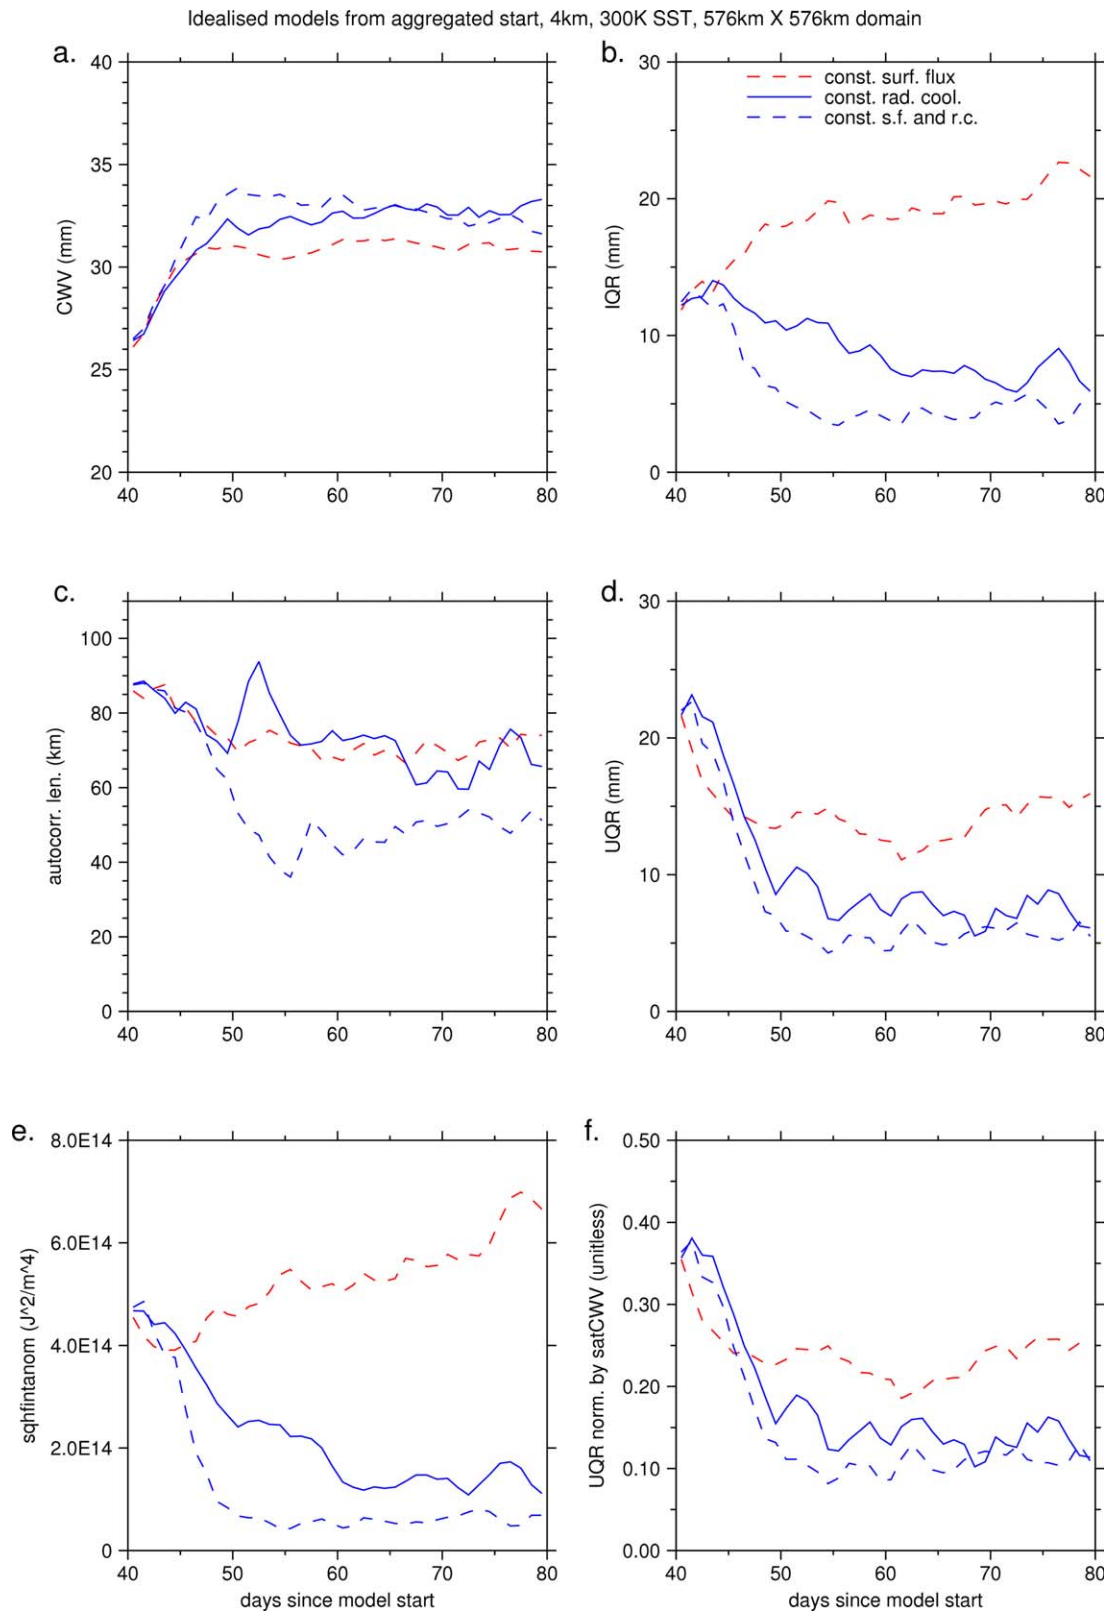 Idealised models from aggregated start, 4km, 300K SST, 576km X 576km domain
a.
40
35
30
25
20
CWV (mm)
40 50 60 70 80
b.
30
20
10
0
IQR (mm)
40 50 60 70 80
const. surf. flux
const. rad. cool.
const. s.f. and r.c.
c.
100
80
60
40
20
0
autocorr. len. (km)
40 50 60 70 80
d.
30
20
10
0
UQR (mm)
40 50 60 70 80
e.
8.0E14
6.0E14
4.0E14
2.0E14
0
sqhfintanom (J^2/m^4)
40 50 60 70 80
days since model start
f.
0.50
0.40
0.30
0.20
0.10
0.00
UQR norm. by satCWV (unitless)
40 50 60 70 80
days since model start